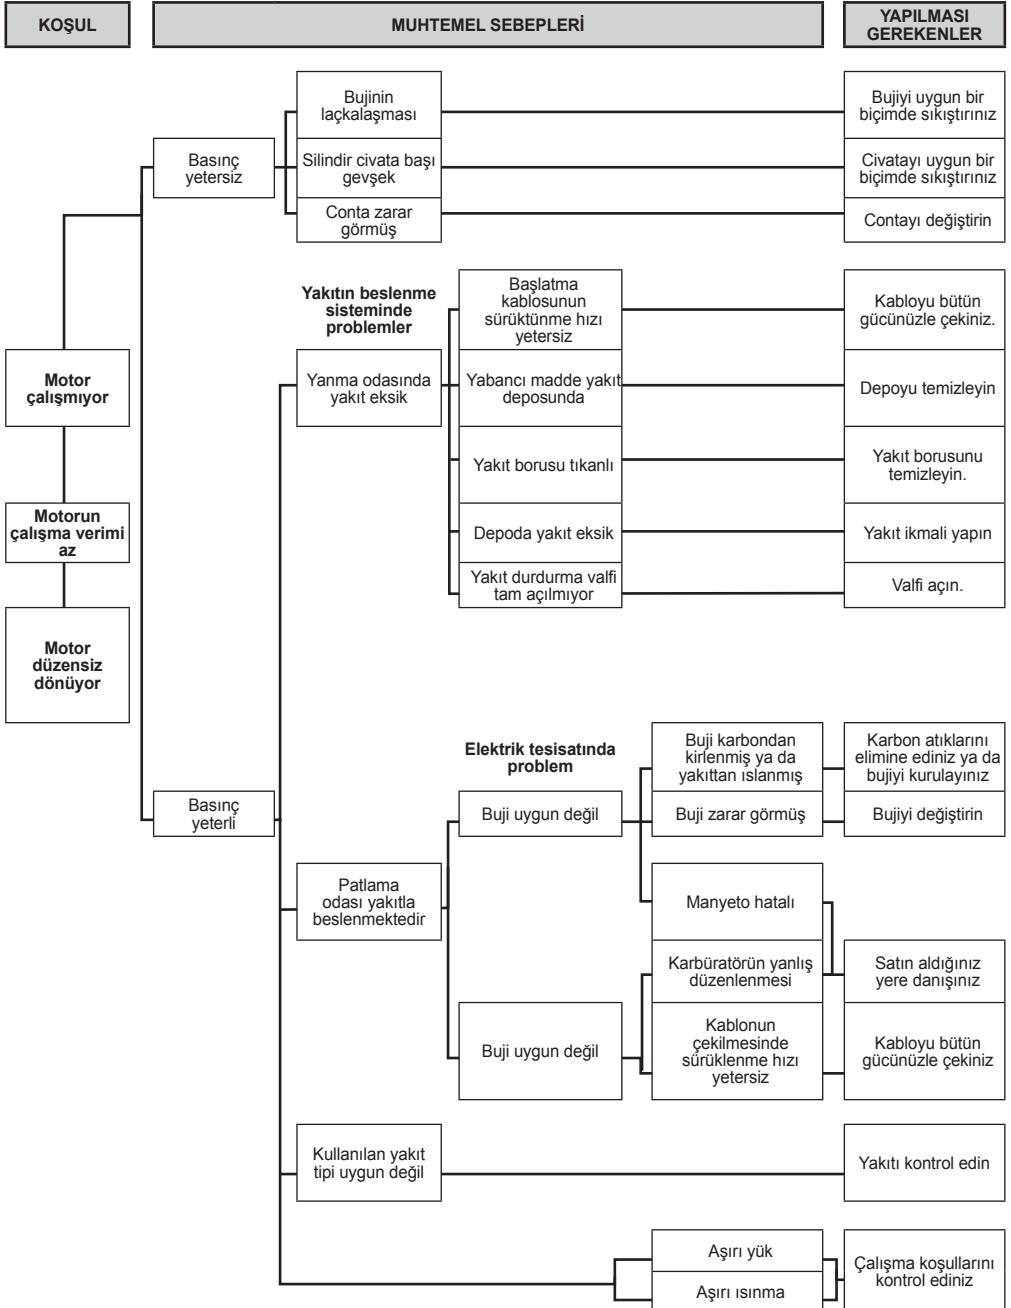 KOŞUL
MUHTEMEL SEBEPLERİ
YAPILMASI
GEREKENLER
Bujinin
laçkalaşması
Bujiyi uygun bir
biçimde sıkıştırınız
Basınç
yetersiz
Silindir civata başı
gevşek
Civatayı uygun bir
biçimde sıkıştırınız
Conta zarar
görmüş
Contayı değiştirin
Yakıtın beslenme
sisteminde
problemler
Başlatma
kablosunun
sürüktünme hızı
yetersiz
Kabloyu bütün
gücünüzle çekiniz.
Motor
çalışmıyor
Yanma odasında
yakıt eksik
Yabancı madde yakıt
deposunda
Depoyu temizleyin
Yakıt borusu tıkanlı
Yakıt borusunu
temizleyin.
Motorun
çalışma verimi
az
Depoda yakıt eksik
Yakıt ikmali yapın
Yakıt durdurma valfi
tam açılmıyor
Valfi açın.
Motor
düzensiz
dönüyor
Elektrik tesisatında
problem
Buji karbondan
kirlenmiş ya da
yakıttan ıslanmış
Karbon atıklarını
elimine ediniz ya da
bujiyi kurulayınız
Basınç
yeterli
Buji uygun değil
Buji zarar görmüş
Bujiyi değiştirin
Patlama
odası yakıtla
beslenmektedir
Manyeto hatalı
Karbüratörün yanlış
düzenlenmesi
Satın aldığınız
yere danışınız
Buji uygun değil
Kablonun
çekilmesinde
sürüklenme hızı
yetersiz
Kabloyu bütün
gücünüzle çekiniz
Kullanılan yakıt
tipi uygun değil
Yakıtı kontrol edin
Aşırı yük
Aşırı ısınma
Çalışma koşullarını
kontrol ediniz